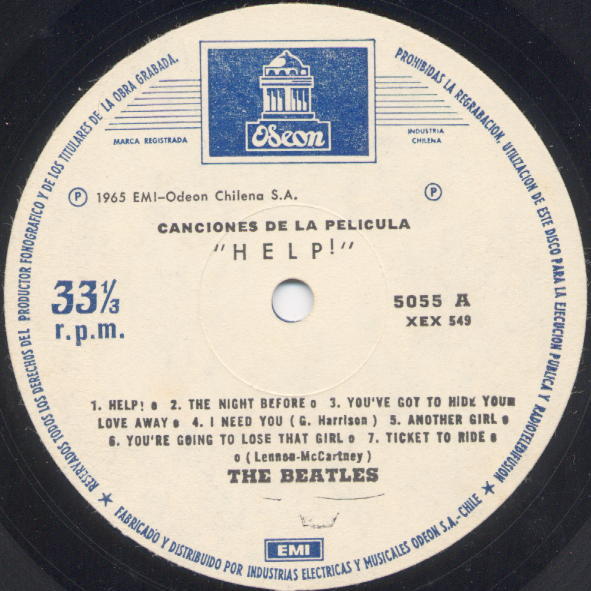 RESERVADOS TODOS LOS DERECHOS DEL PRODUCTOR FONOGRAFICO Y DE LOS TITULARES DE LA OBRA GRABADA.
PROHIBIDAS LA REGRABACION, UTILIZACION DE ESTE DISCO PARA LA EJECUCION PUBLICA Y RADIOTELEDIFUSION
Odeon
MARCA REGISTRADA
INDUSTRIA
CHILENA
Ⓟ 1965 EMI-Odeon Chilena S.A. Ⓟ
CANCIONES DE LA PELICULA
"HELP!"
33⅓
r.p.m.
5055 A
XEX 549
1. HELP! • 2. THE NIGHT BEFORE • 3. YOU'VE GOT TO HIDE YOUR
LOVE AWAY • 4. I NEED YOU (G. Harrison) 5. ANOTHER GIRL •
6. YOU'RE GOING TO LOSE THAT GIRL • 7. TICKET TO RIDE •
• (Lennon-McCartney)
THE BEATLES
EMI
★ FABRICADO Y DISTRIBUIDO POR INDUSTRIAS ELECTRICAS Y MUSICALES ODEON S.A.-CHILE ★